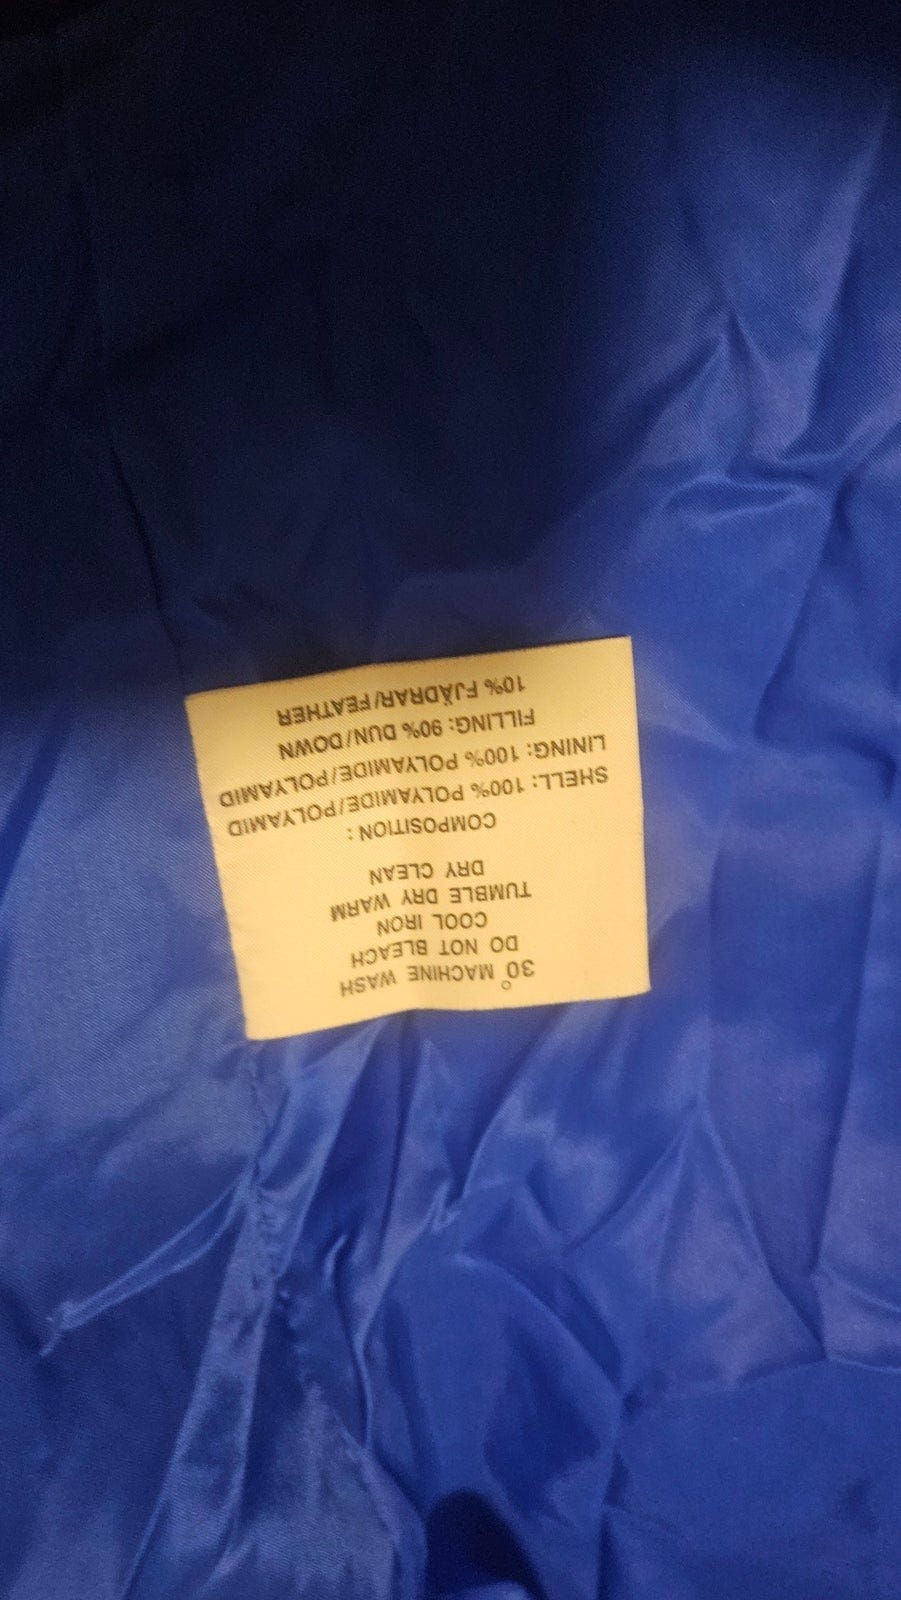 30° MACHINE WASH
DO NOT BLEACH
COOL IRON
TUMBLE DRY WARM
DRY CLEAN
COMPOSITION :
SHELL: 100% POLYAMIDE/POLYAMID
LINING: 100% POLYAMIDE/POLYAMID
FILLING: 90% DUN/DOWN
10% FJÄDRAR/FEATHER